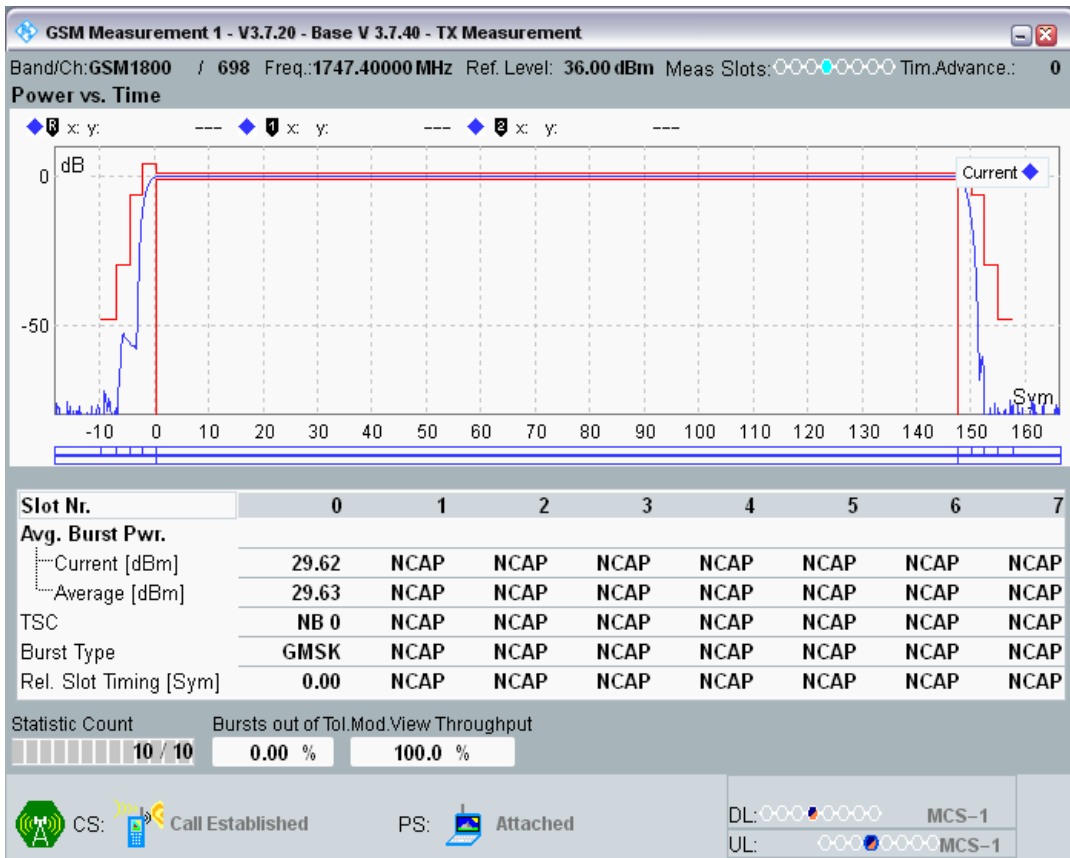 GSM Measurement 1 - V3.7.20 - Base V 3.7.40 - TX Measurement
Band/Ch:GSM1800 / 698 Freq.:1747.40000 MHz Ref. Level: 36.00 dBm Meas Slots: Tim.Advance.: 0
Power vs. Time
R x: y: --- 1 x: y: --- 2 x: y: ---
dB
Current
0
-50
Sym
-10 0 10 20 30 40 50 60 70 80 90 100 110 120 130 140 150 160
Slot Nr. 0 1 2 3 4 5 6 7
Avg. Burst Pwr.
Current [dBm] 29.62 NCAP NCAP NCAP NCAP NCAP NCAP NCAP
Average [dBm] 29.63 NCAP NCAP NCAP NCAP NCAP NCAP NCAP
TSC NB 0 NCAP NCAP NCAP NCAP NCAP NCAP NCAP
Burst Type GMSK NCAP NCAP NCAP NCAP NCAP NCAP NCAP
Rel. Slot Timing [Sym] 0.00 NCAP NCAP NCAP NCAP NCAP NCAP NCAP
Statistic Count Bursts out of Tol.Mod.View Throughput
10 / 10 0.00 % 100.0 %
CS: Call Established PS: Attached
DL: MCS-1
UL: MCS-1